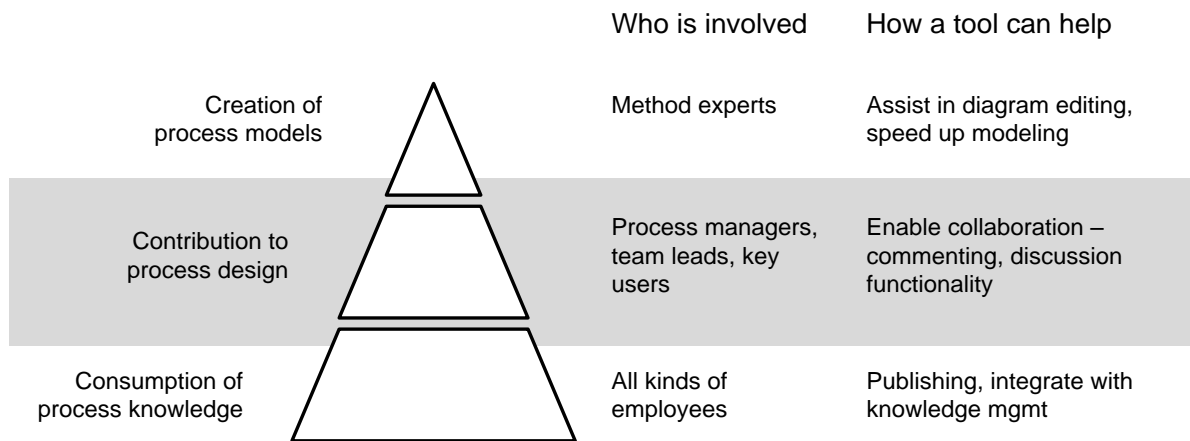 Who is involved
How a tool can help
Creation of
process models
Method experts
Assist in diagram editing,
speed up modeling
Contribution to
process design
Process managers,
team leads, key
users
Enable collaboration –
commenting, discussion
functionality
Consumption of
process knowledge
All kinds of
employees
Publishing, integrate with
knowledge mgmt